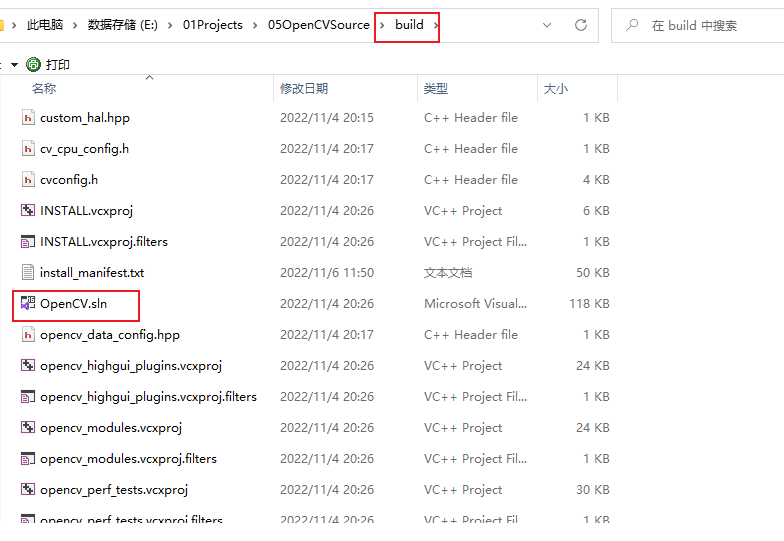 此电脑 > 数据存储 (E:) > 01Projects > 05OpenCVSource > build > 在 build 中搜索
打印
名称 修改日期 类型 大小
custom_hal.hpp 2022/11/4 20:15 C++ Header file 1 KB
cv_cpu_config.h 2022/11/4 20:17 C++ Header file 1 KB
cvconfig.h 2022/11/4 20:17 C++ Header file 4 KB
INSTALL.vcxproj 2022/11/4 20:26 VC++ Project 6 KB
INSTALL.vcxproj.filters 2022/11/4 20:26 VC++ Project Fil... 1 KB
install_manifest.txt 2022/11/6 11:50 文本文档 50 KB
OpenCV.sln 2022/11/4 20:26 Microsoft Visual... 118 KB
opencv_data_config.hpp 2022/11/4 20:17 C++ Header file 1 KB
opencv_highgui_plugins.vcxproj 2022/11/4 20:26 VC++ Project 24 KB
opencv_highgui_plugins.vcxproj.filters 2022/11/4 20:26 VC++ Project Fil... 1 KB
opencv_modules.vcxproj 2022/11/4 20:26 VC++ Project 24 KB
opencv_modules.vcxproj.filters 2022/11/4 20:26 VC++ Project Fil... 1 KB
opencv_perf_tests.vcxproj 2022/11/4 20:26 VC++ Project 30 KB
opencv_perf_tests.vcxproj.filters 2022/11/4 20:26 VC++ Project Fil... 1 KB